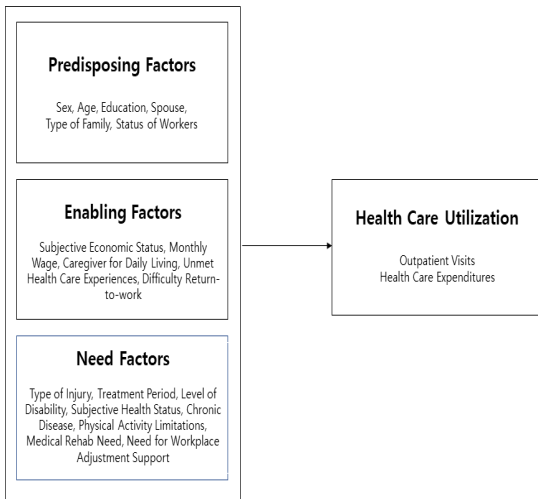 Predisposing Factors
Sex, Age, Education, Spouse,
Type of Family, Status of Workers
Enabling Factors
Subjective Economic Status, Monthly
Wage, Caregiver for Daily Living, Unmet
Health Care Experiences, Difficulty Return-
to-work
Need Factors
Type of Injury, Treatment Period, Level of
Disability, Subjective Health Status, Chronic
Disease, Physical Activity Limitations,
Medical Rehab Need, Need for Workplace
Adjustment Support
Health Care Utilization
Outpatient Visits
Health Care Expenditures